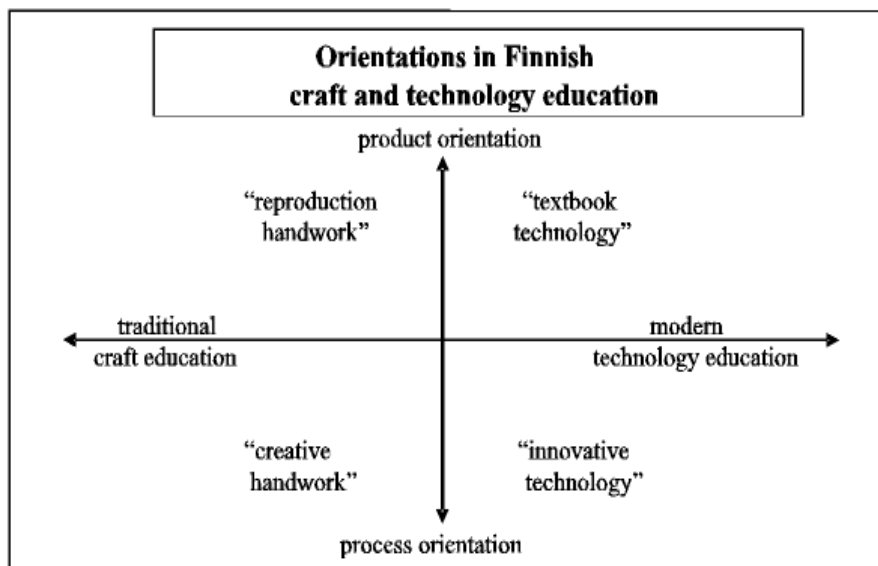 Orientations in Finnish
craft and technology education
product orientation
“reproduction
handwork”
“textbook
technology”
traditional
craft education
modern
technology education
“creative
handwork”
“innovative
technology”
process orientation